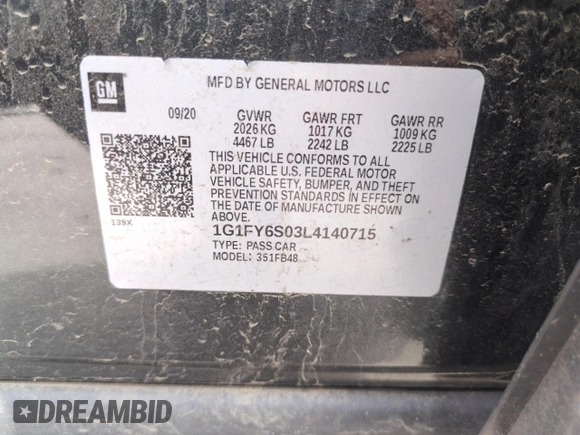 GM
MFD BY GENERAL MOTORS LLC
09/20 GVWR GAWR FRT GAWR RR
2026 KG 1017 KG 1009 KG
4467 LB 2242 LB 2225 LB
THIS VEHICLE CONFORMS TO ALL
APPLICABLE U.S. FEDERAL MOTOR
VEHICLE SAFETY, BUMPER, AND THEFT
PREVENTION STANDARDS IN EFFECT ON
THE DATE OF MANUFACTURE SHOWN
ABOVE.
139X
1G1FY6S03L4140715
TYPE: PASS CAR
MODEL: 351FB48
DREAMBID